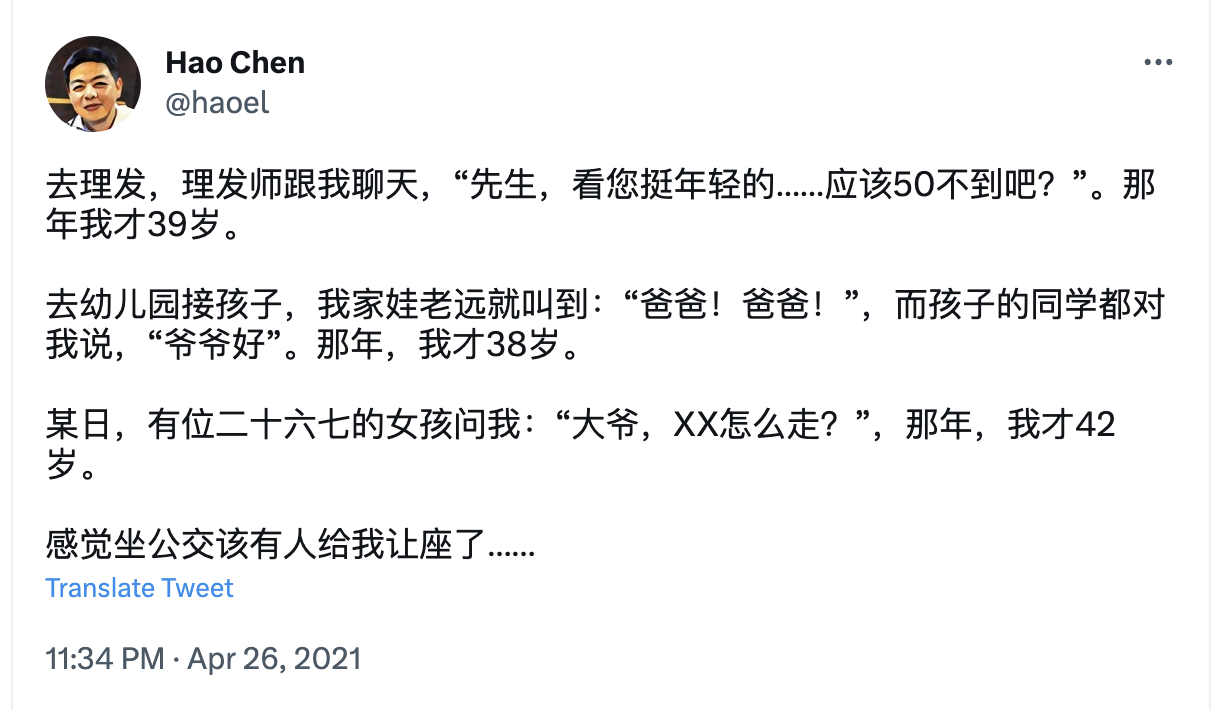 Hao Chen
@haoel
去理发，理发师跟我聊天，“先生，看您挺年轻的......应该50不到吧？”。那
年我才39岁。
去幼儿园接孩子，我家娃老远就叫到：“爸爸！爸爸！”，而孩子的同学都对
我说，“爷爷好”。那年，我才38岁。
某日，有位二十六七的女孩问我：“大爷，XX怎么走？”，那年，我才42
岁。
感觉坐公交该有人给我让座了......
Translate Tweet
11:34 PM · Apr 26, 2021